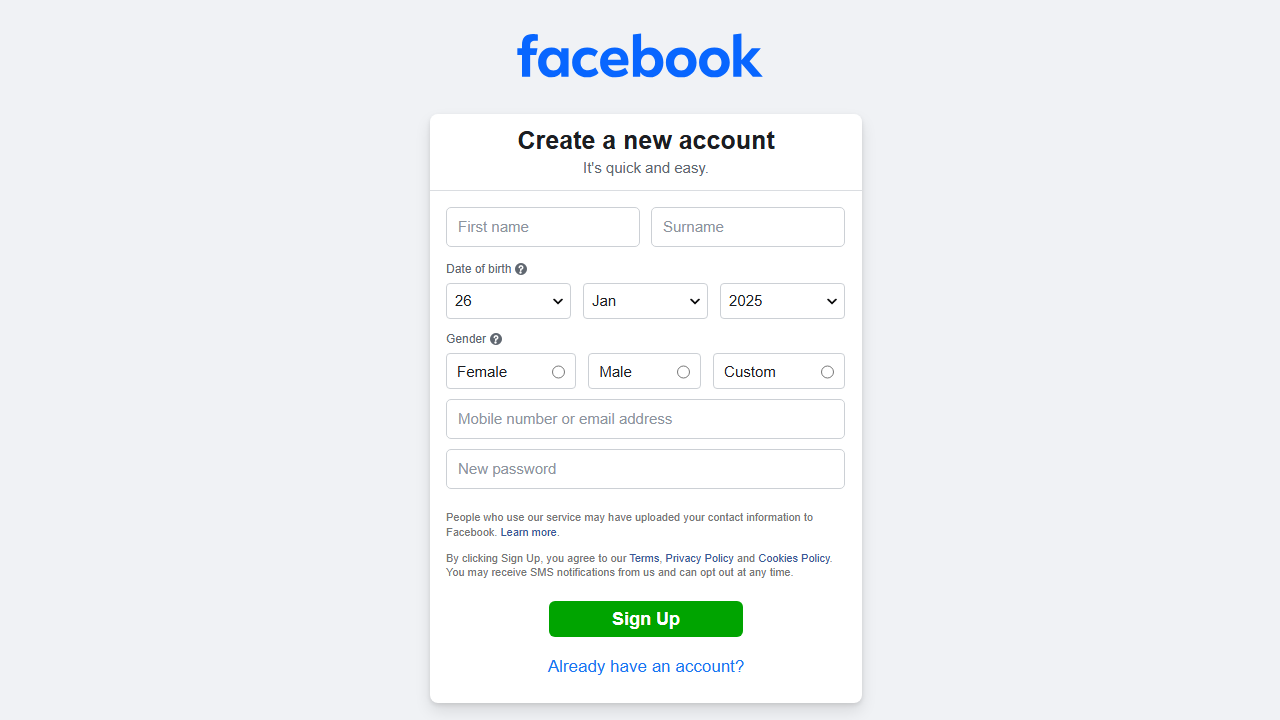 facebook
Create a new account
It's quick and easy.
First name Surname
Date of birth ?
26 Jan 2025
Gender ?
Female Male Custom
Mobile number or email address
New password
People who use our service may have uploaded your contact information to
Facebook. Learn more.
By clicking Sign Up, you agree to our Terms, Privacy Policy and Cookies Policy.
You may receive SMS notifications from us and can opt out at any time.
Sign Up
Already have an account?